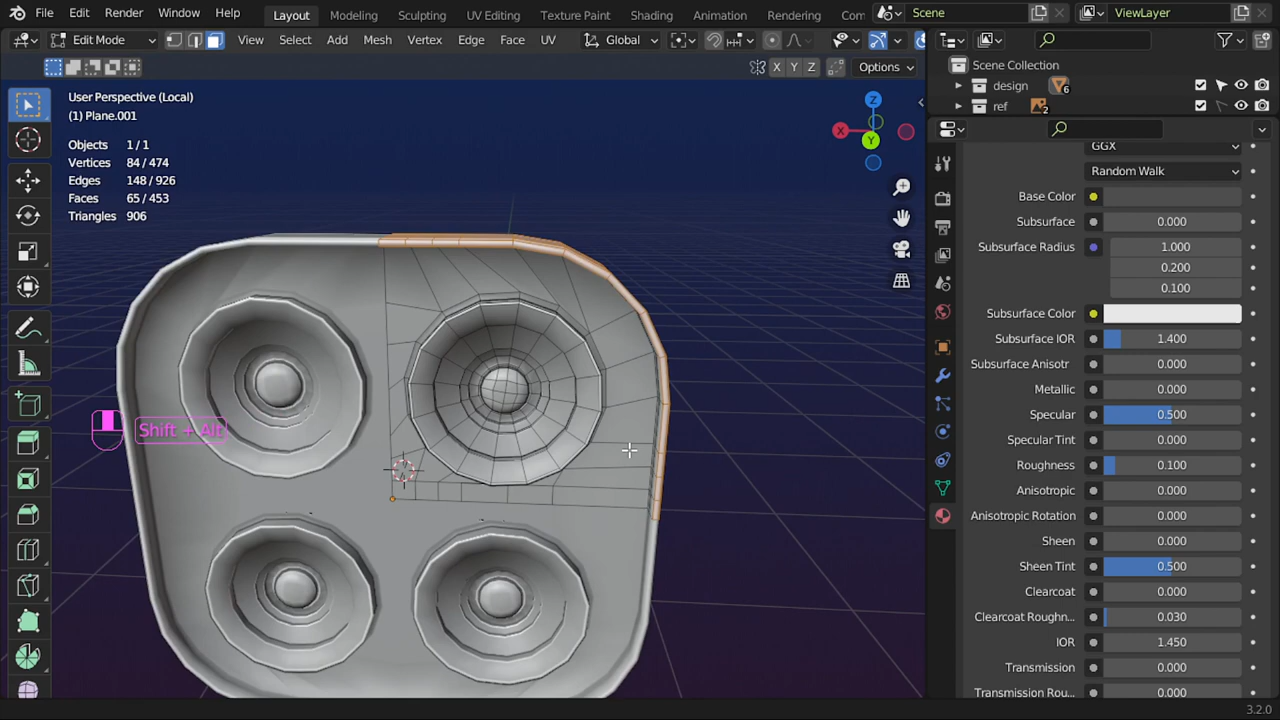 File Edit Render Window Help Layout Modeling Sculpting UV Editing Texture Paint Shading Animation Rendering Com Scene ViewLayer
Edit Mode View Select Add Mesh Vertex Edge Face UV Global
X Y Z Options
Scene Collection
design 6
ref 2
User Perspective (Local)
(1) Plane.001
Objects 1 / 1
Vertices 84 / 474
Edges 148 / 926
Faces 65 / 453
Triangles 906
Z
X
Y
Shift + Alt
GGX
Random Walk
Base Color
Subsurface 0.000
Subsurface Radius 1.000
0.200
0.100
Subsurface Color
Subsurface IOR 1.400
Subsurface Anisotr 0.000
Metallic 0.000
Specular 0.500
Specular Tint 0.000
Roughness 0.100
Anisotropic 0.000
Anisotropic Rotation 0.000
Sheen 0.000
Sheen Tint 0.500
Clearcoat 0.000
Clearcoat Roughn... 0.030
IOR 1.450
Transmission 0.000
Transmission Rou... 0.000
3.2.0